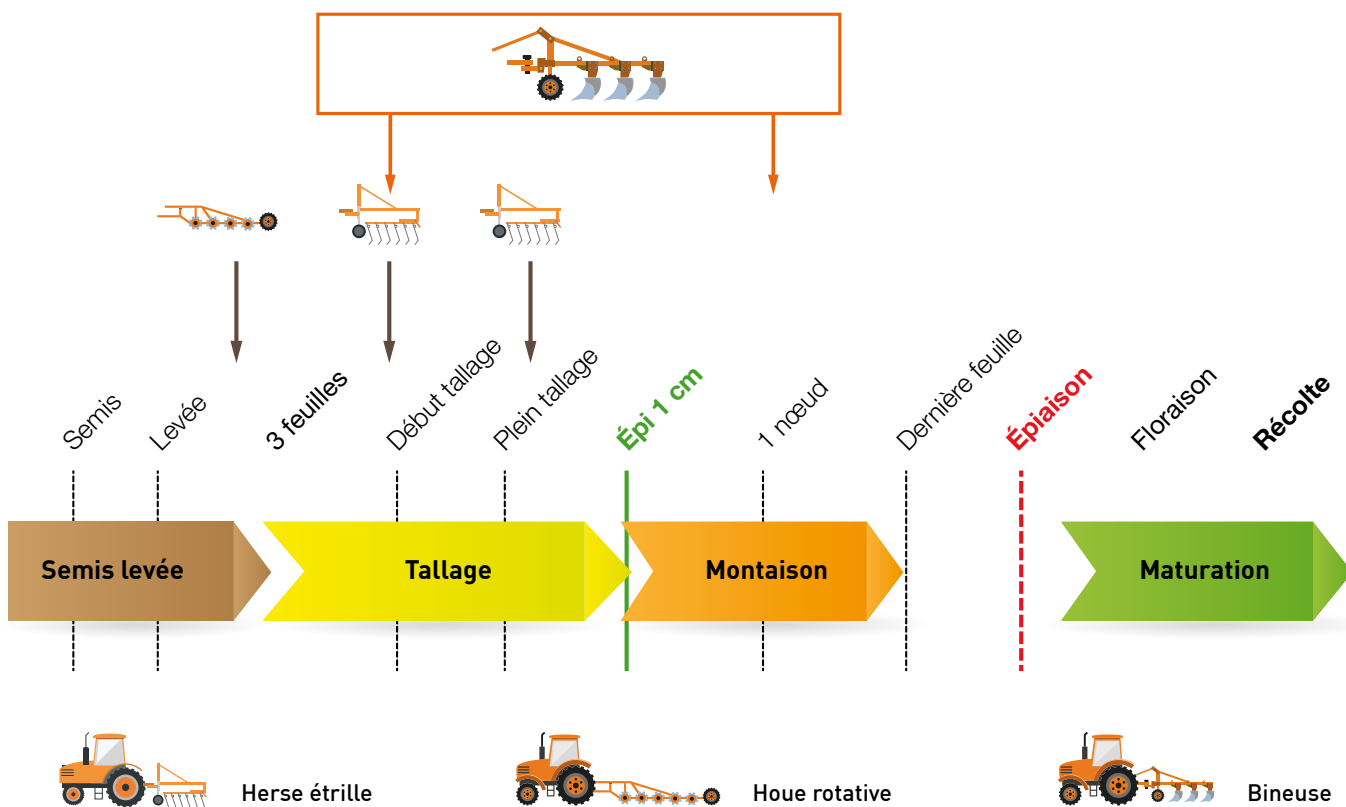 Semis
Levée
3 feuilles
Début tallage
Plein tallage
Épi 1 cm
1 nœud
Dernière feuille
Épiaison
Floraison
Récolte
Semis levée
Tallage
Montaison
Maturation
Herse étrille
Houe rotative
Bineuse